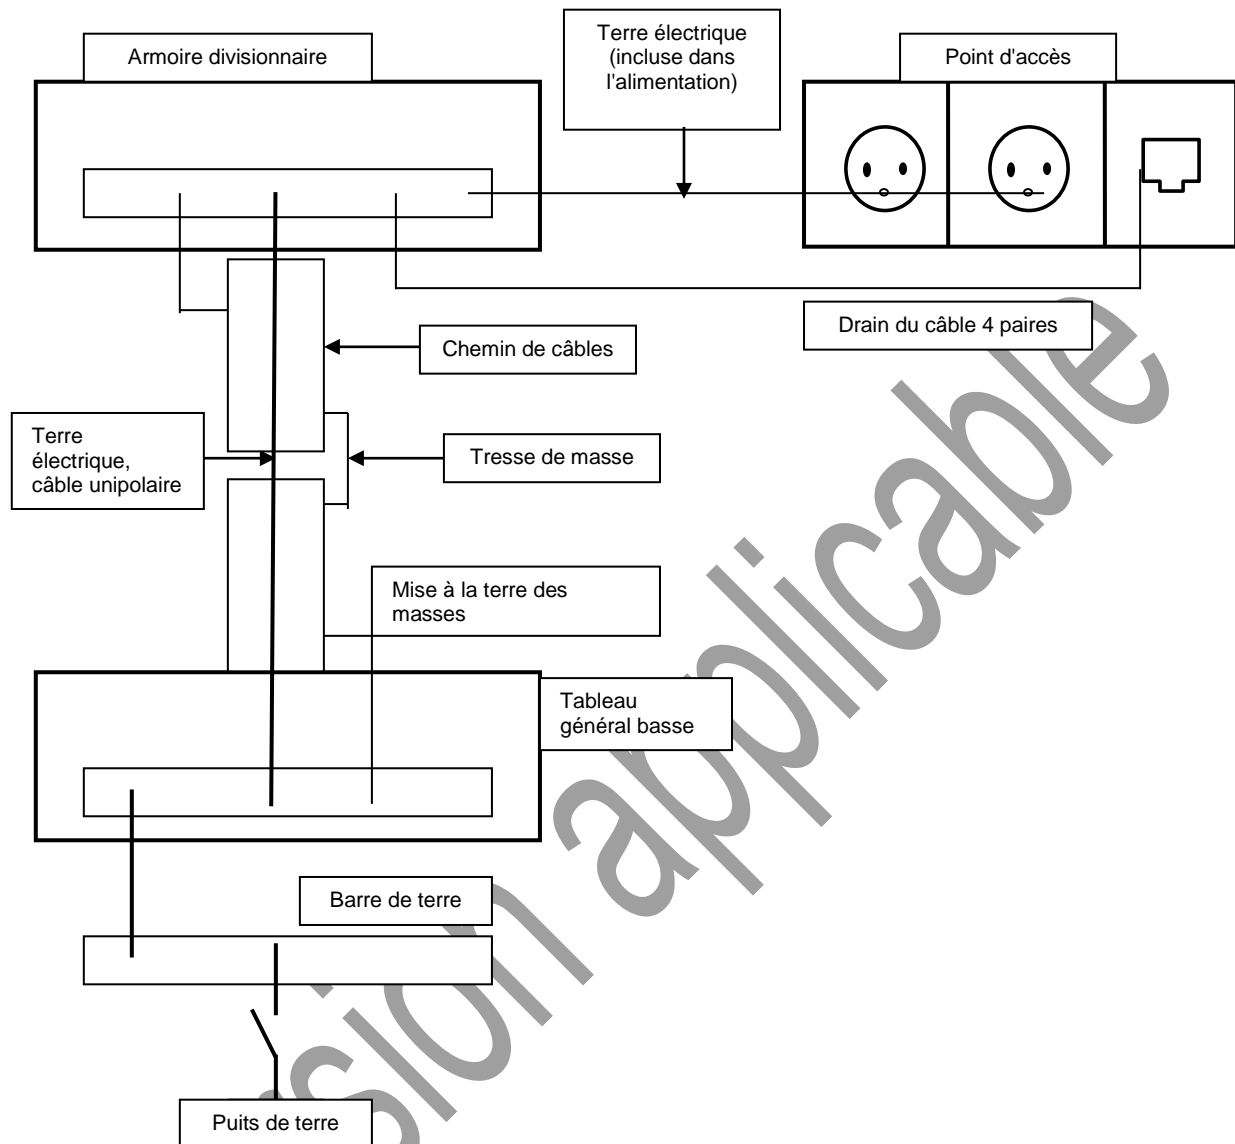 Armoire divisionnaire
Terre électrique
(incluse dans
l'alimentation)
Point d'accès
Drain du câble 4 paires
Chemin de câbles
Terre
électrique,
câble unipolaire
Tresse de masse
Mise à la terre des
masses
Tableau
général basse
Barre de terre
Puits de terre
sion applicable